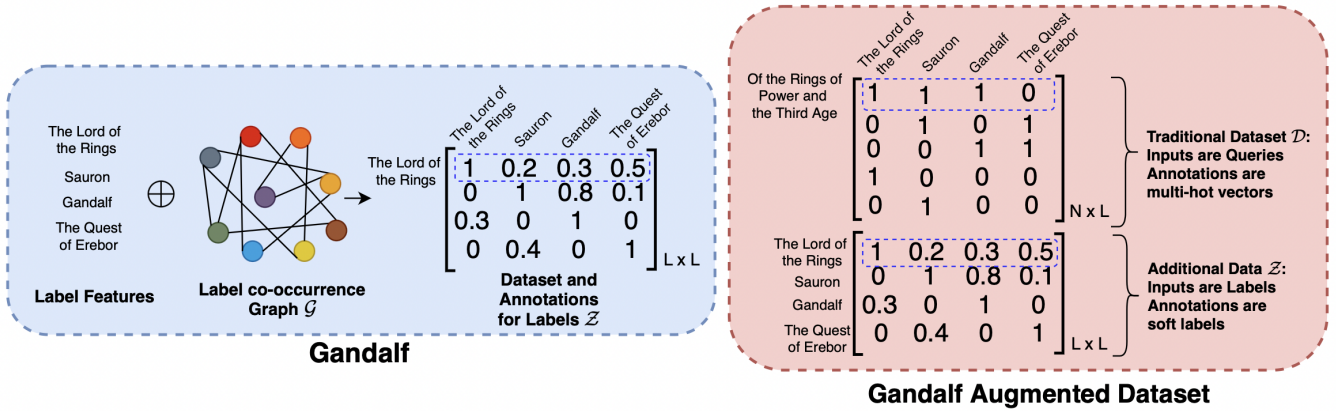 The Lord of
the Rings
Sauron
Gandalf
The Quest
of Erebor
Label Features
⊕
Label co-occurrence
Graph 𝒢
The Lord of
the Rings
Sauron
Gandalf
The Quest
of Erebor
The Lord of
the Rings
1 0.2 0.3 0.5
0 1 0.8 0.1
0.3 0 1 0
0 0.4 0 1
L x L
Dataset and
Annotations
for Labels 𝒵
Gandalf
The Lord of
the Rings
Sauron
Gandalf
The Quest
of Erebor
Of the Rings of
Power and
the Third Age
1 1 1 0
0 1 0 1
0 0 1 1
1 0 0 0
0 1 0 0
N x L
Traditional Dataset 𝒟:
Inputs are Queries
Annotations are
multi-hot vectors
The Lord of
the Rings
1 0.2 0.3 0.5
Sauron
0 1 0.8 0.1
Gandalf
0.3 0 1 0
The Quest
of Erebor
0 0.4 0 1
L x L
Additional Data 𝒵:
Inputs are Labels
Annotations are
soft labels
Gandalf Augmented Dataset